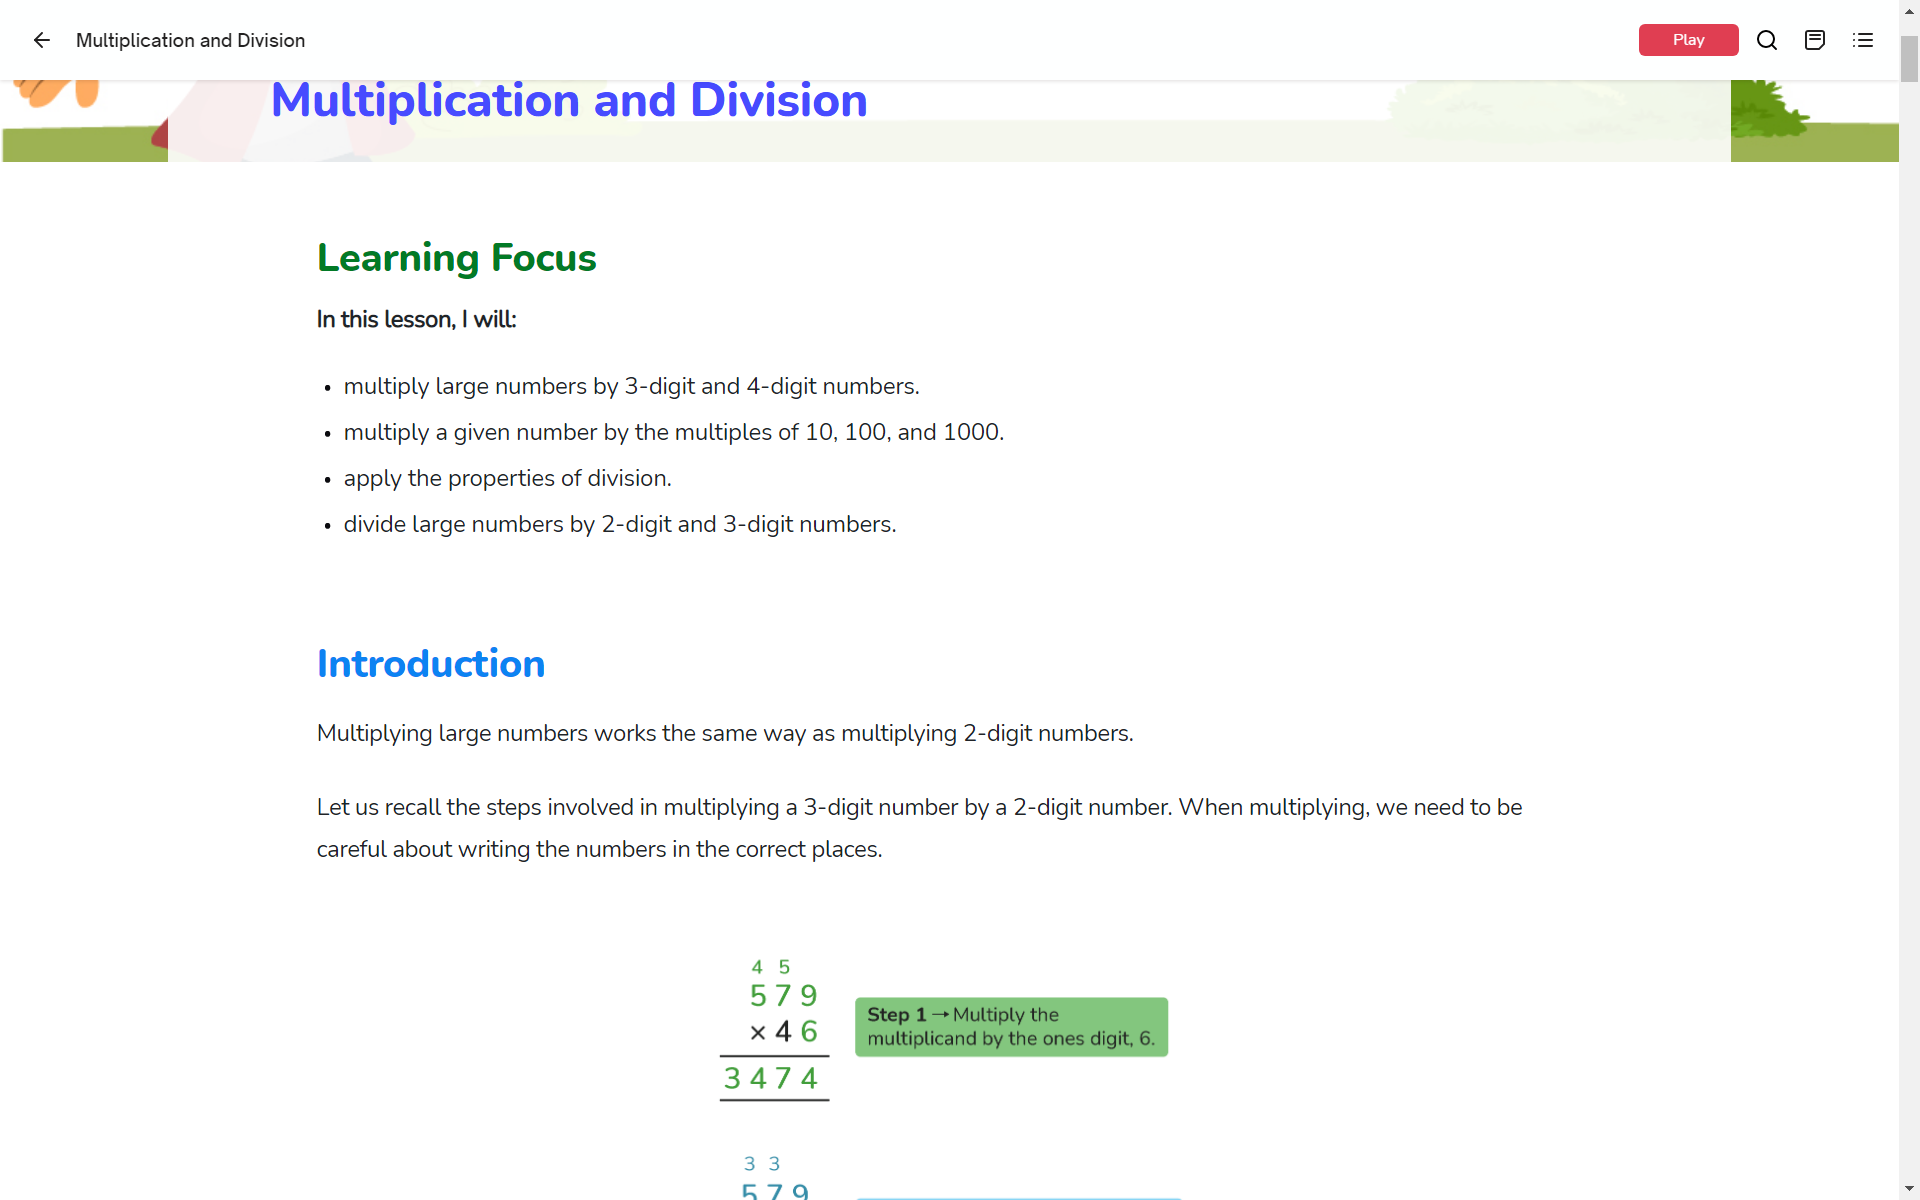 Multiplication and Division
Play
Multiplication and Division
Learning Focus
In this lesson, I will:
• multiply large numbers by 3-digit and 4-digit numbers.
• multiply a given number by the multiples of 10, 100, and 1000.
• apply the properties of division.
• divide large numbers by 2-digit and 3-digit numbers.
Introduction
Multiplying large numbers works the same way as multiplying 2-digit numbers.
Let us recall the steps involved in multiplying a 3-digit number by a 2-digit number. When multiplying, we need to be
careful about writing the numbers in the correct places.
4 5
5 7 9
× 4 6
3 4 7 4
Step 1 → Multiply the
multiplicand by the ones digit, 6.
3 3
5 7 9